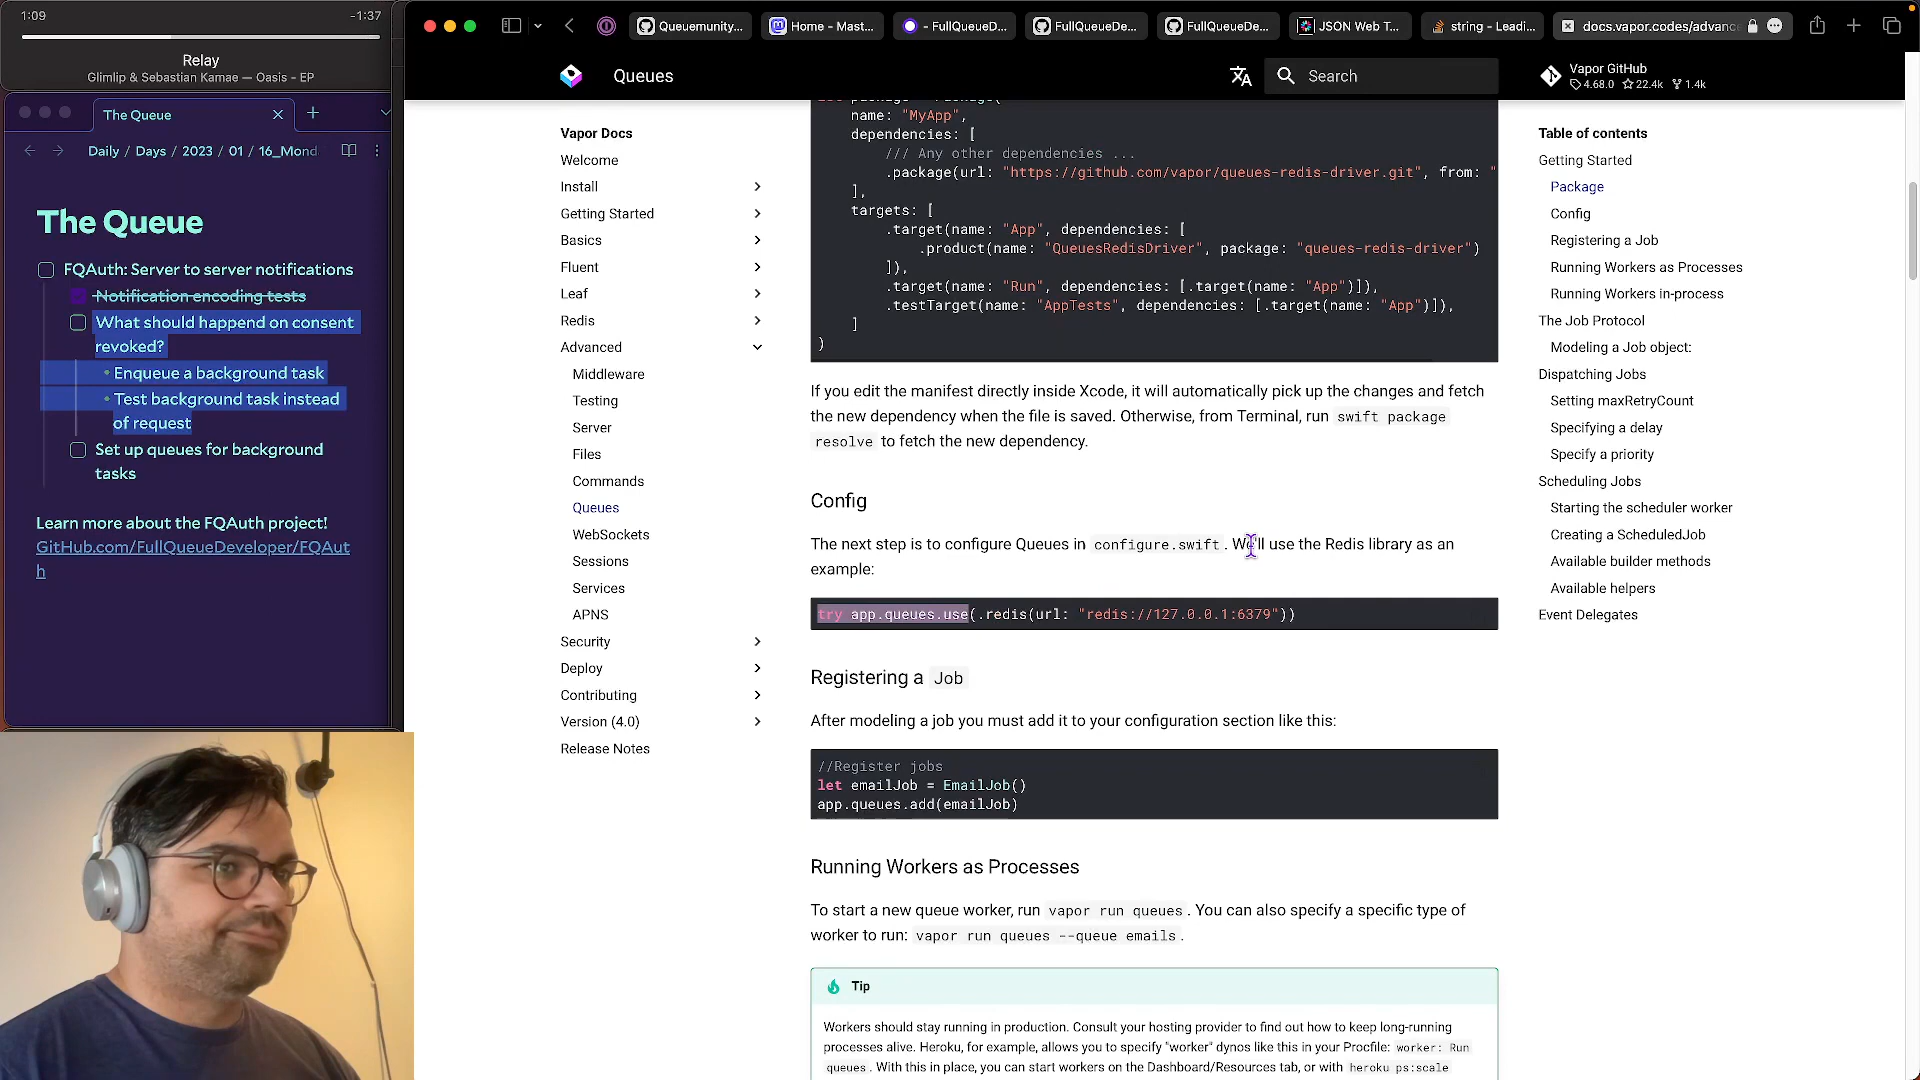 1:09
-1:37
Relay
Glimlip & Sebastian Kamae — Oasis - EP
The Queue
Daily / Days / 2023 / 01 / 16_Mond
The Queue
FQAuth: Server to server notifications
Notification encoding tests
What should happend on consent
revoked?
Enqueue a background task
Test background task instead
of request
Set up queues for background
tasks
Learn more about the FQAuth project!
GitHub.com/FullQueueDeveloper/FQAut
h
Queuemunity...
Home - Mast...
- FullQueueD...
FullQueueDe...
FullQueueDe...
JSON Web T...
string - Leadi...
docs.vapor.codes/advanc
Queues
Search
Vapor GitHub
4.68.0 22.4k 1.4k
Vapor Docs
Welcome
Install
Getting Started
Basics
Fluent
Leaf
Redis
Advanced
Middleware
Testing
Server
Files
Commands
Queues
WebSockets
Sessions
Services
APNS
Security
Deploy
Contributing
Version (4.0)
Release Notes
name: "MyApp",
dependencies: [
/// Any other dependencies ...
.package(url: "https://github.com/vapor/queues-redis-driver.git", from: "
],
targets: [
.target(name: "App", dependencies: [
.product(name: "QueuesRedisDriver", package: "queues-redis-driver")
]),
.target(name: "Run", dependencies: [.target(name: "App")]),
.testTarget(name: "AppTests", dependencies: [.target(name: "App")]),
]
)
If you edit the manifest directly inside Xcode, it will automatically pick up the changes and fetch
the new dependency when the file is saved. Otherwise, from Terminal, run swift package
resolve to fetch the new dependency.
Config
The next step is to configure Queues in configure.swift. We'll use the Redis library as an
example:
try app.queues.use(.redis(url: "redis://127.0.0.1:6379"))
Registering a Job
After modeling a job you must add it to your configuration section like this:
//Register jobs
let emailJob = EmailJob()
app.queues.add(emailJob)
Running Workers as Processes
To start a new queue worker, run vapor run queues. You can also specify a specific type of
worker to run: vapor run queues --queue emails.
Tip
Workers should stay running in production. Consult your hosting provider to find out how to keep long-running
processes alive. Heroku, for example, allows you to specify "worker" dynos like this in your Procfile: worker: Run
queues. With this in place, you can start workers on the Dashboard/Resources tab, or with heroku ps:scale
Table of contents
Getting Started
Package
Config
Registering a Job
Running Workers as Processes
Running Workers in-process
The Job Protocol
Modeling a Job object:
Dispatching Jobs
Setting maxRetryCount
Specifying a delay
Specify a priority
Scheduling Jobs
Starting the scheduler worker
Creating a ScheduledJob
Available builder methods
Available helpers
Event Delegates